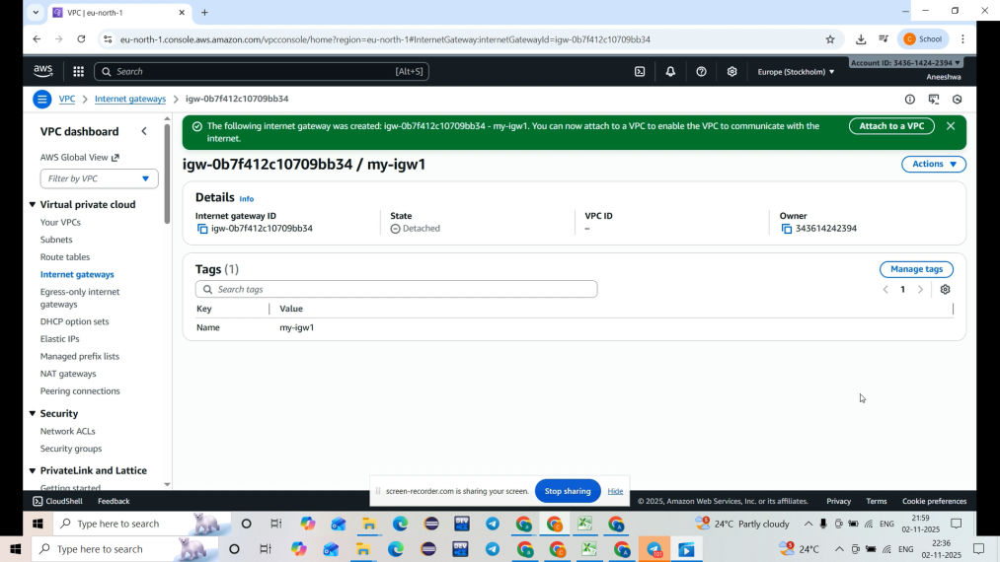 VPC | eu-north-1
eu-north-1.console.aws.amazon.com/vpcconsole/home?region=eu-north-1#InternetGateway:internetGatewayId=igw-0b7f412c10709bb34
C School
aws
Search
[Alt+S]
Europe (Stockholm)
Account ID: 3436-1424-2394
Aneeshwa
VPC
Internet gateways
igw-0b7f412c10709bb34
VPC dashboard
AWS Global View
Filter by VPC
Virtual private cloud
Your VPCs
Subnets
Route tables
Internet gateways
Egress-only internet
gateways
DHCP option sets
Elastic IPs
Managed prefix lists
NAT gateways
Peering connections
Security
Network ACLs
Security groups
PrivateLink and Lattice
Getting started
The following internet gateway was created: igw-0b7f412c10709bb34 - my-igw1. You can now attach to a VPC to enable the VPC to communicate with the
internet.
Attach to a VPC
igw-0b7f412c10709bb34 / my-igw1
Actions
Details Info
Internet gateway ID
igw-0b7f412c10709bb34
State
Detached
VPC ID
–
Owner
343614242394
Tags (1)
Manage tags
Search tags
1
Key Value
Name my-igw1
screen-recorder.com is sharing your screen.
Stop sharing
Hide
CloudShell Feedback
© 2025, Amazon Web Services, Inc. or its affiliates. Privacy Terms Cookie preferences
Type here to search
24°C Partly cloudy
ENG
21:59
02-11-2025
Type here to search
24°C
ENG
22:36
02-11-2025